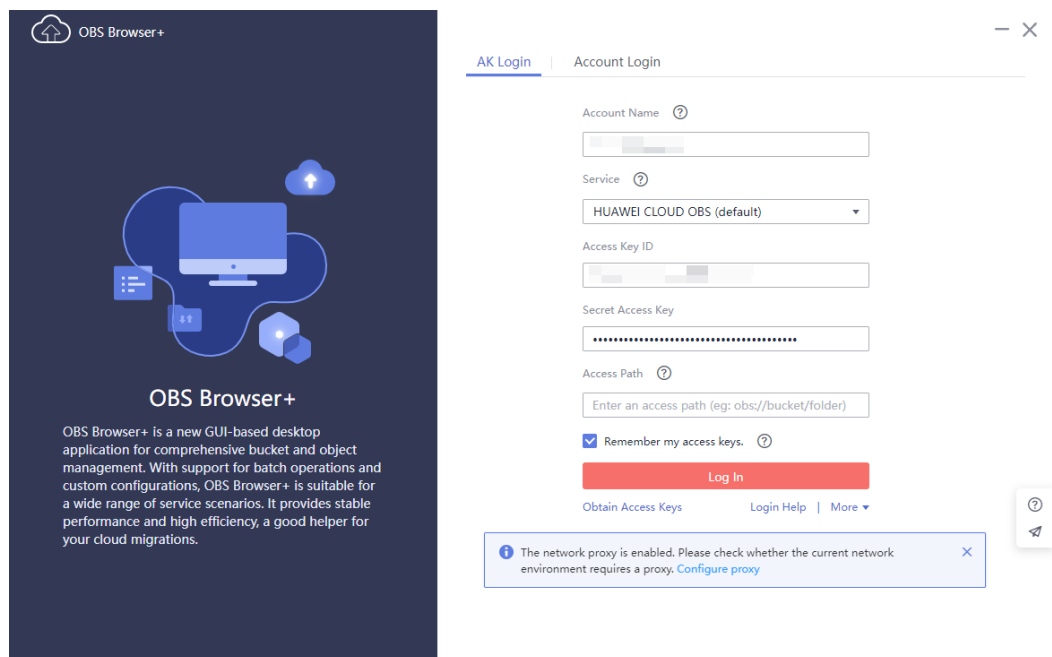 OBS Browser+
AK Login | Account Login
Account Name
Service
HUAWEI CLOUD OBS (default)
Access Key ID
Secret Access Key
Access Path
Enter an access path (eg: obs://bucket/folder)
Remember my access keys.
Log In
Obtain Access Keys Login Help | More
The network proxy is enabled. Please check whether the current network
environment requires a proxy. Configure proxy
OBS Browser+
OBS Browser+ is a new GUI-based desktop
application for comprehensive bucket and object
management. With support for batch operations and
custom configurations, OBS Browser+ is suitable for
a wide range of service scenarios. It provides stable
performance and high efficiency, a good helper for
your cloud migrations.